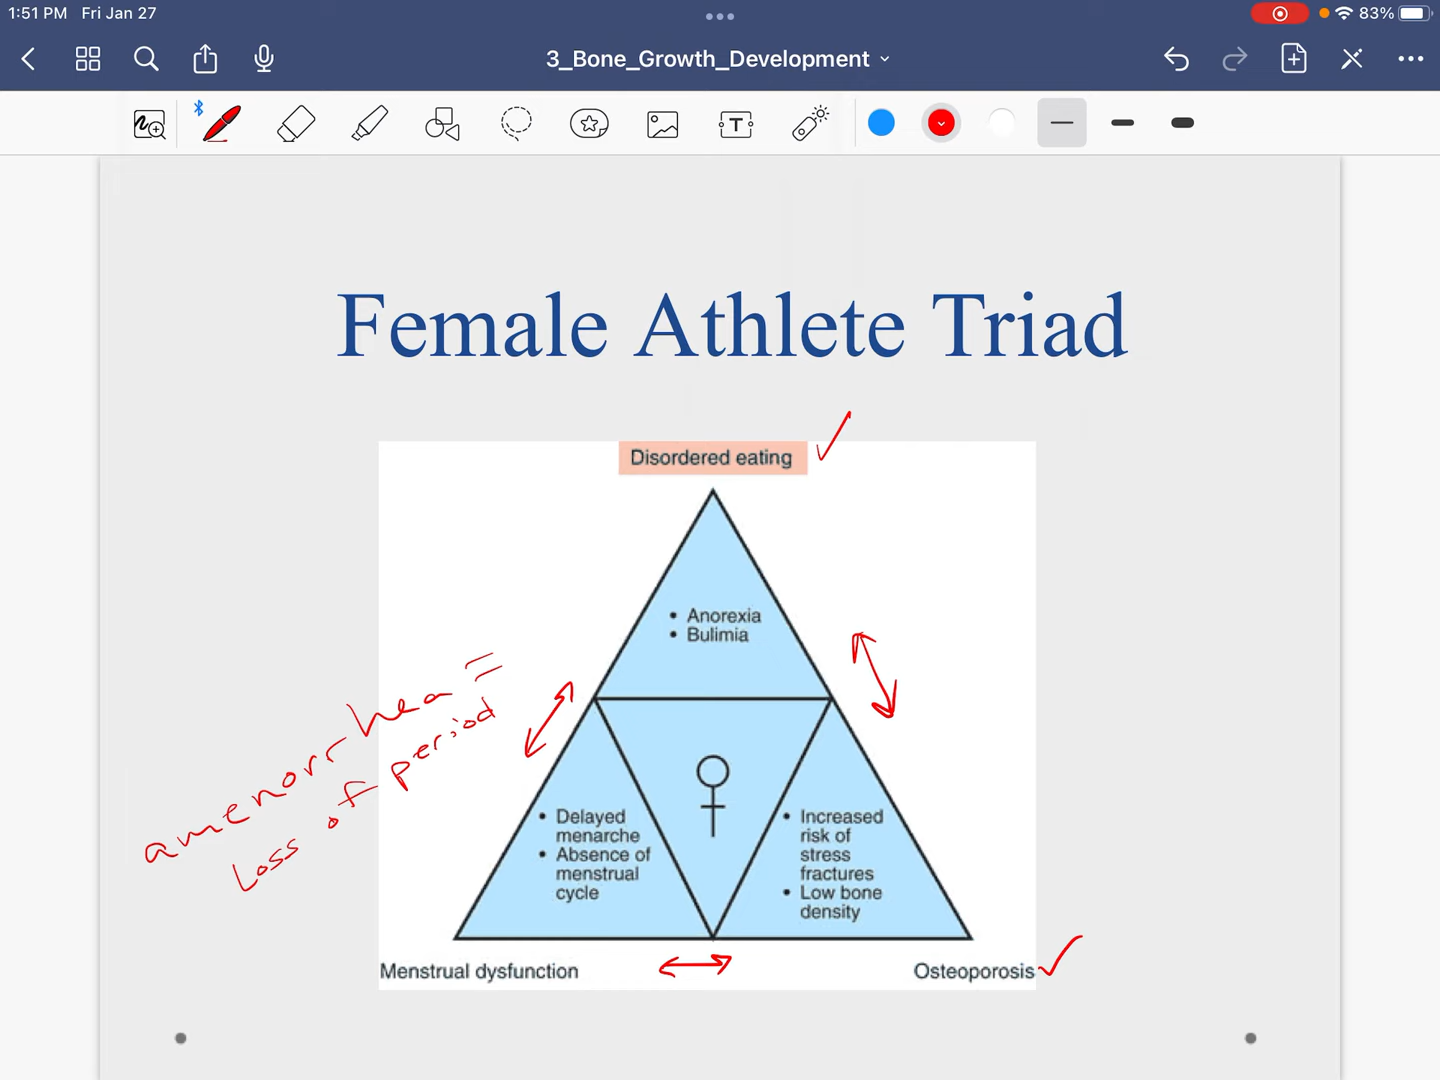 1:51 PM Fri Jan 27
83%
3_Bone_Growth_Development
T
Female Athlete Triad
Disordered eating
• Anorexia
• Bulimia
amenorrhea =
Loss of period
• Delayed
menarche
• Absence of
menstrual
cycle
• Increased
risk of
stress
fractures
• Low bone
density
Menstrual dysfunction
Osteoporosis